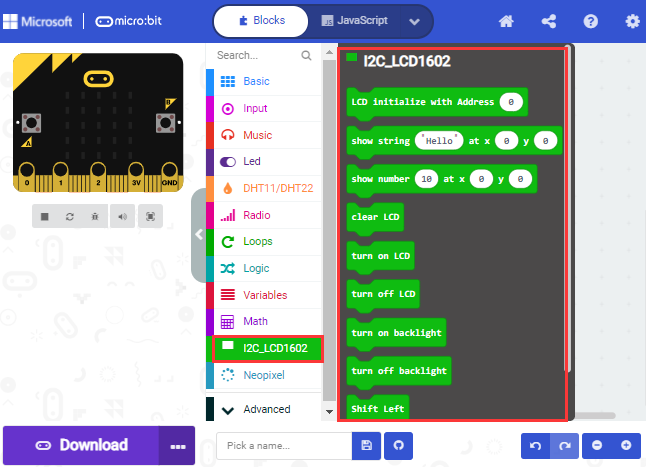 Microsoft
micro:bit
Blocks
JavaScript
A
B
0
1
2
3V
GND
Search...
Basic
Input
Music
Led
DHT11/DHT22
Radio
Loops
Logic
Variables
Math
I2C_LCD1602
Neopixel
Advanced
I2C_LCD1602
LCD initialize with Address 0
show string "Hello" at x 0 y 0
show number 10 at x 0 y 0
clear LCD
turn on LCD
turn off LCD
turn on backlight
turn off backlight
Shift Left
Download
Pick a name...